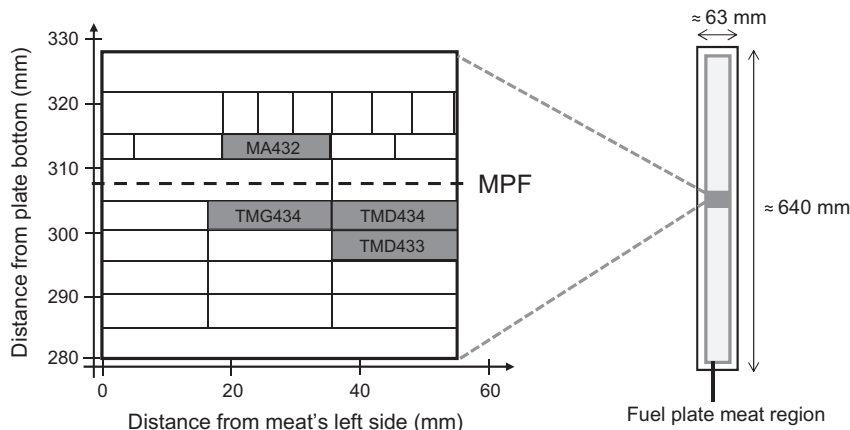 ≈ 63 mm
330
320
310
300
290
280
Distance from plate bottom (mm)
MA432
MPF
TMG434
TMD434
TMD433
≈ 640 mm
0
20
40
60
Distance from meat's left side (mm)
Fuel plate meat region